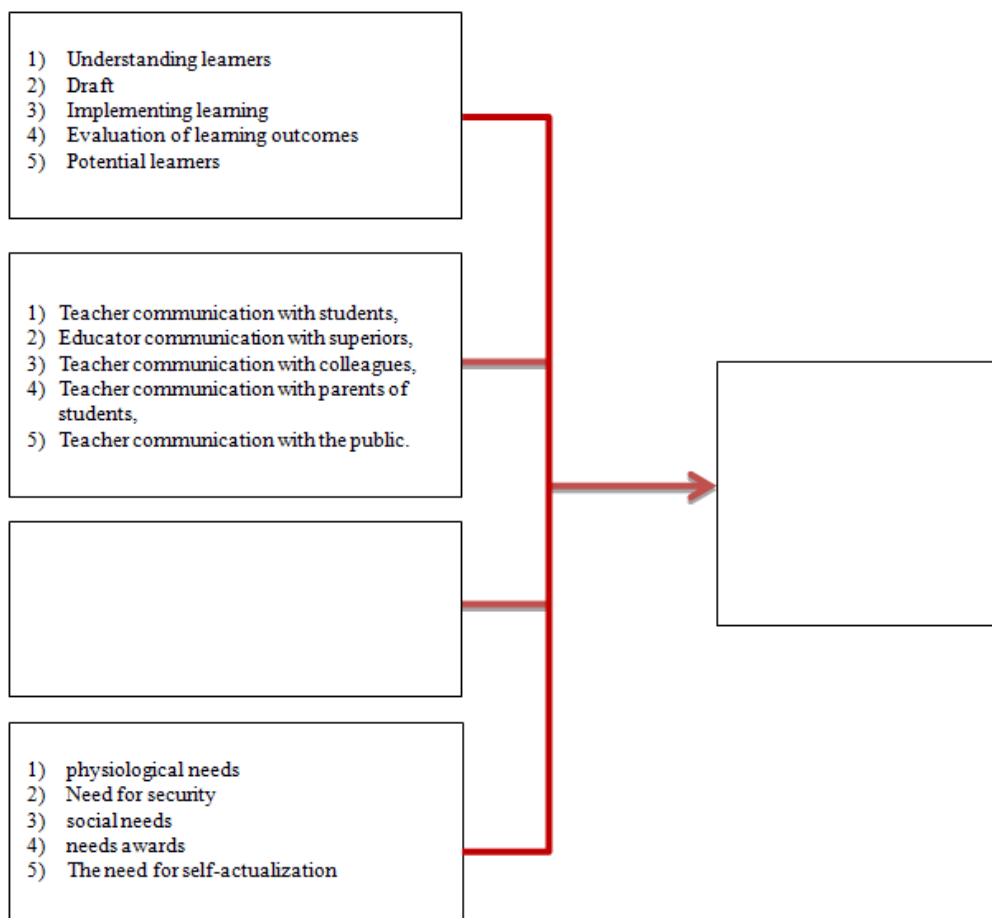 1) Understanding learners
2) Draft
3) Implementing learning
4) Evaluation of learning outcomes
5) Potential learners
1) Teacher communication with students,
2) Educator communication with superiors,
3) Teacher communication with colleagues,
4) Teacher communication with parents of
students,
5) Teacher communication with the public.
1) physiological needs
2) Need for security
3) social needs
4) needs awards
5) The need for self-actualization